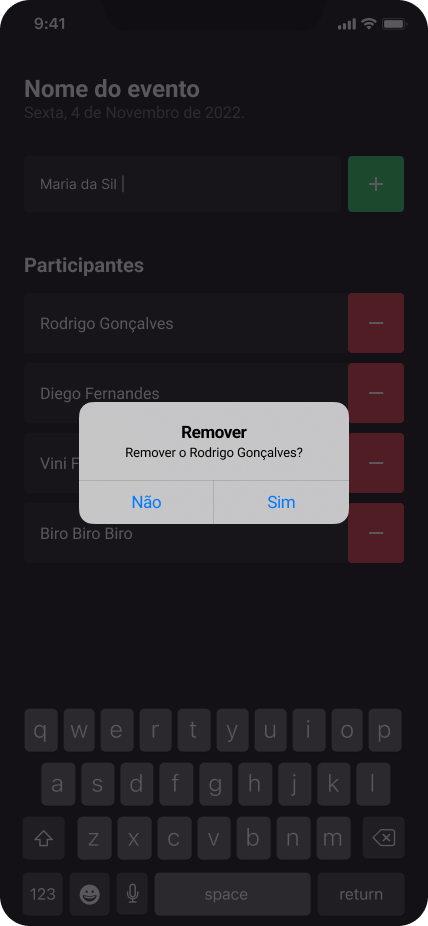 9:41
Nome do evento
Sexta, 4 de Novembro de 2022.
Maria da Sil
+
Participantes
Rodrigo Gonçalves
−
Diego Fernandes
−
Remover
Remover o Rodrigo Gonçalves?
Vini F
−
Não Sim
Biro Biro Biro
−
q w e r t y u i o p
a s d f g h j k l
z x c v b n m
123 space return